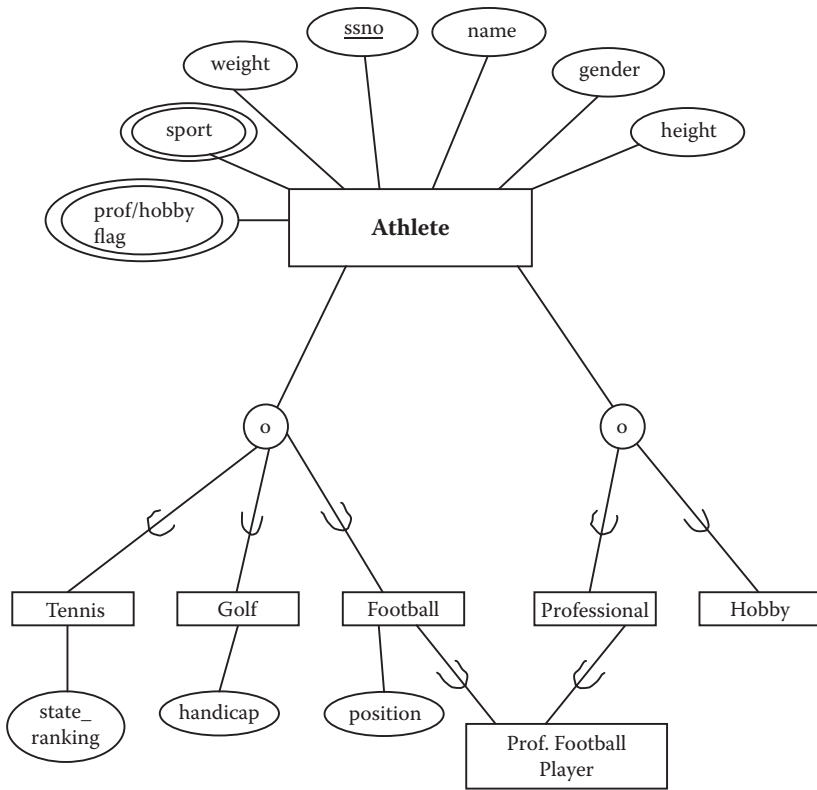 ssno
name
weight
gender
sport
height
prof/hobby
flag
Athlete
o
o
Tennis
Golf
Football
Professional
Hobby
state_
ranking
handicap
position
Prof. Football
Player